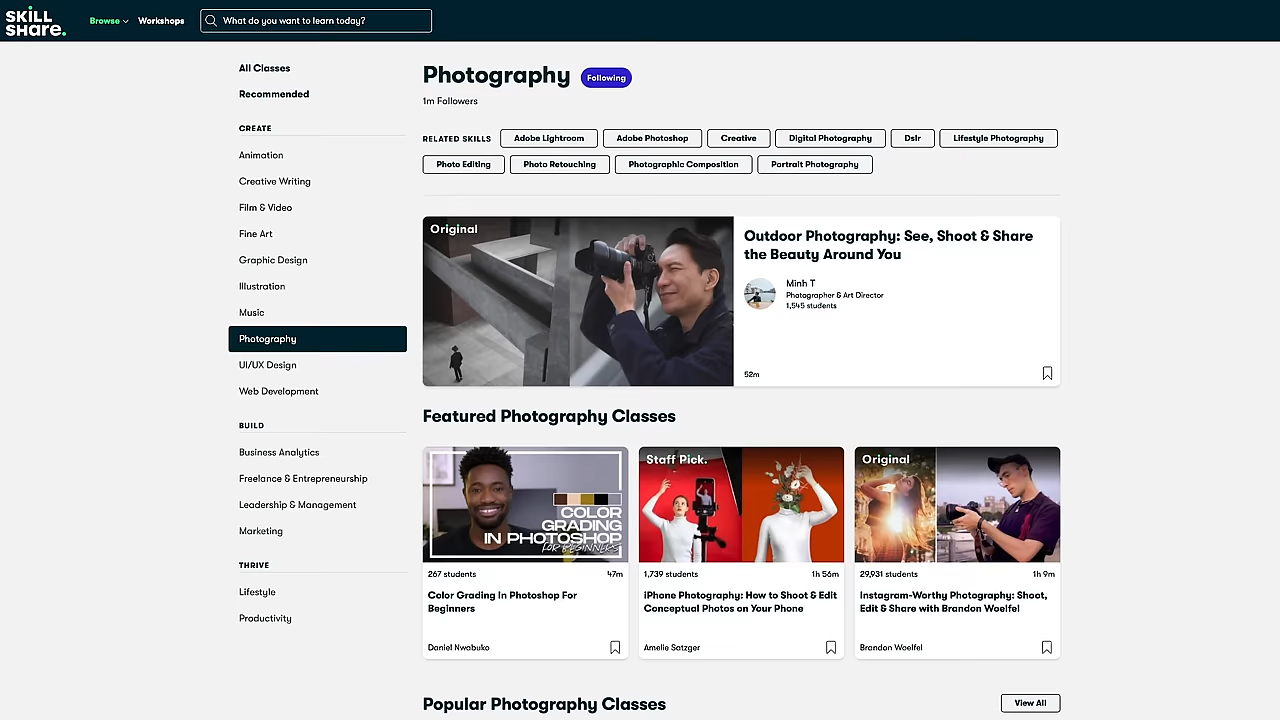 SKILL
SHare.
Browse
Workshops
What do you want to learn today?
All Classes
Recommended
CREATE
Animation
Creative Writing
Film & Video
Fine Art
Graphic Design
Illustration
Music
Photography
UI/UX Design
Web Development
BUILD
Business Analytics
Freelance & Entrepreneurship
Leadership & Management
Marketing
THRIVE
Lifestyle
Productivity
Photography
Following
1m Followers
RELATED SKILLS
Adobe Lightroom
Adobe Photoshop
Creative
Digital Photography
Dslr
Lifestyle Photography
Photo Editing
Photo Retouching
Photographic Composition
Portrait Photography
Original
Outdoor Photography: See, Shoot & Share
the Beauty Around You
Minh T
Photographer & Art Director
1,545 students
52m
Featured Photography Classes
COLOR
GRADING
IN PHOTOSHOP
FOR BEGINNERS
267 students
47m
Color Grading In Photoshop For
Beginners
Daniel Nwabuko
Staff Pick.
1,739 students
1h 56m
iPhone Photography: How to Shoot & Edit
Conceptual Photos on Your Phone
Amelie Satzger
Original
29,931 students
1h 9m
Instagram-Worthy Photography: Shoot,
Edit & Share with Brandon Woelfel
Brandon Woelfel
Popular Photography Classes
View All